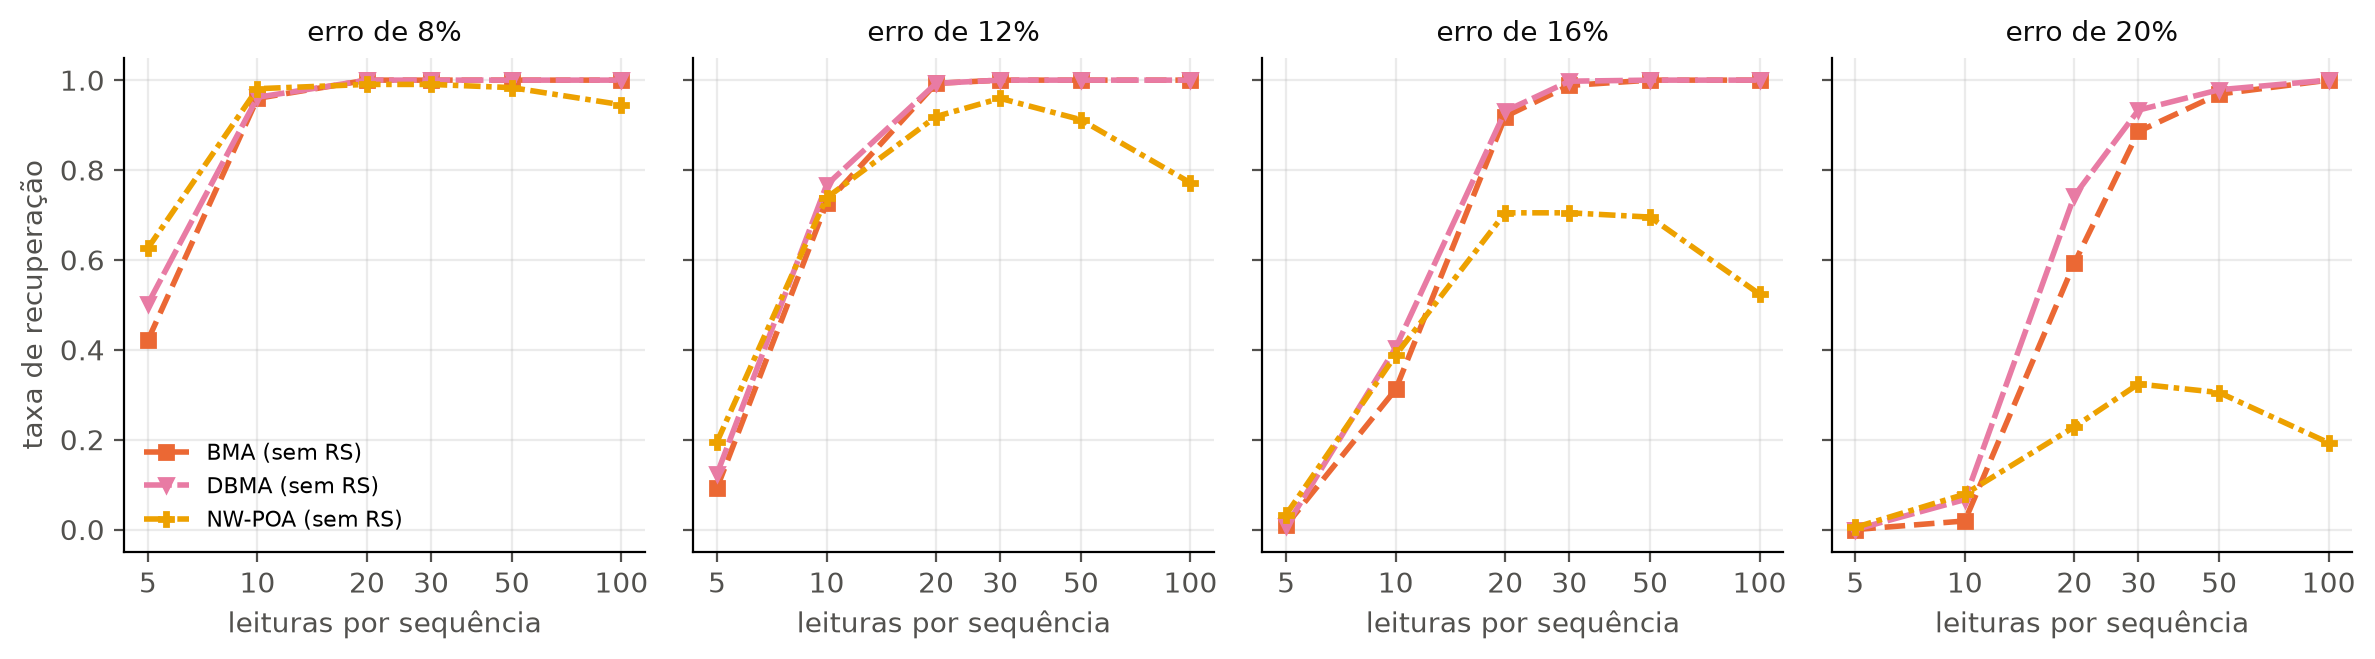 erro de 8%
erro de 12%
erro de 16%
erro de 20%
taxa de recuperação
1.0
0.8
0.6
0.4
0.2
0.0
BMA (sem RS)
DBMA (sem RS)
NW-POA (sem RS)
5 10 20 30 50 100
5 10 20 30 50 100
5 10 20 30 50 100
5 10 20 30 50 100
leituras por sequência
leituras por sequência
leituras por sequência
leituras por sequência